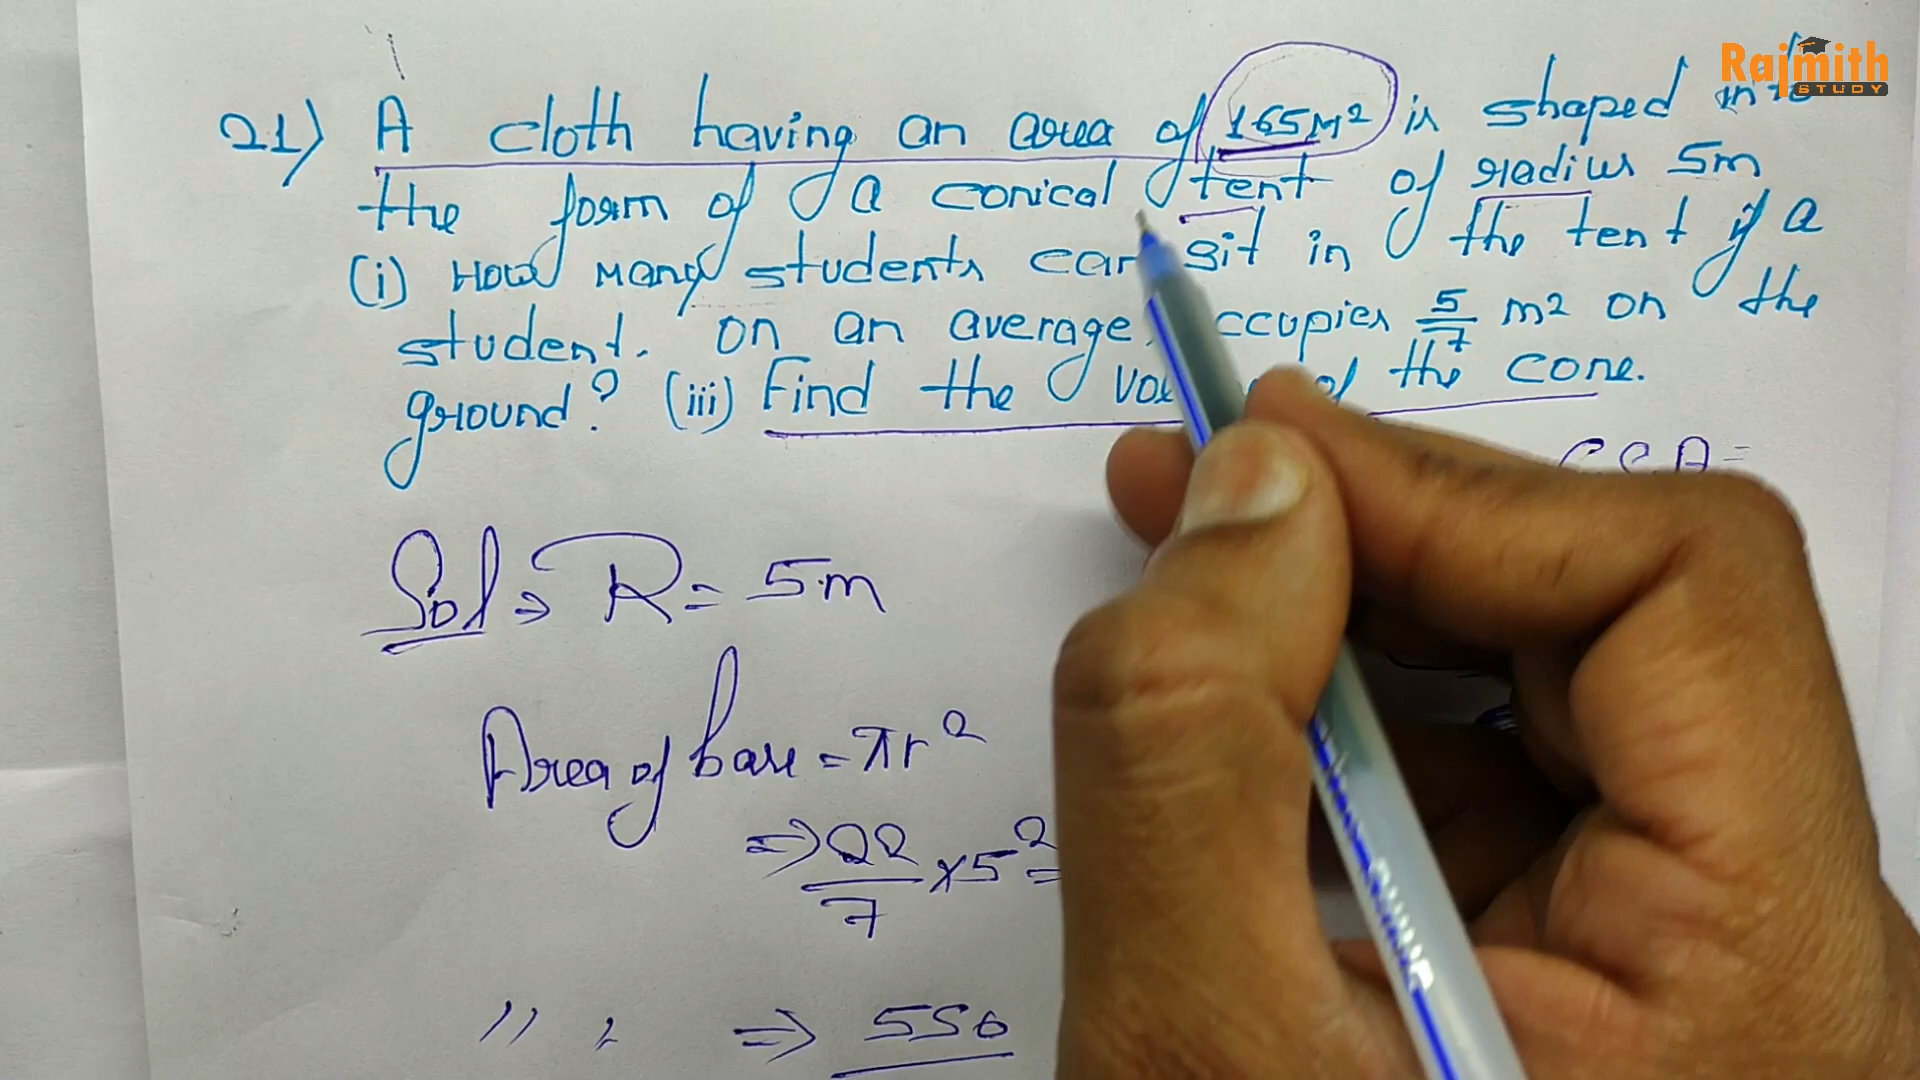 Rajmith
STUDY
21) A cloth having an area of 165M² is shaped into
the form of a conical tent of radius 5m
(i) How many students can sit in the tent if a
student. on an average occupies 5/7 m² on the
ground? (iii) Find the of the cone.
C.S.A =
Sol ⇒ R = 5m
Area of base = πr²
⇒ 22/7 × 5² =
" , ⇒ 550